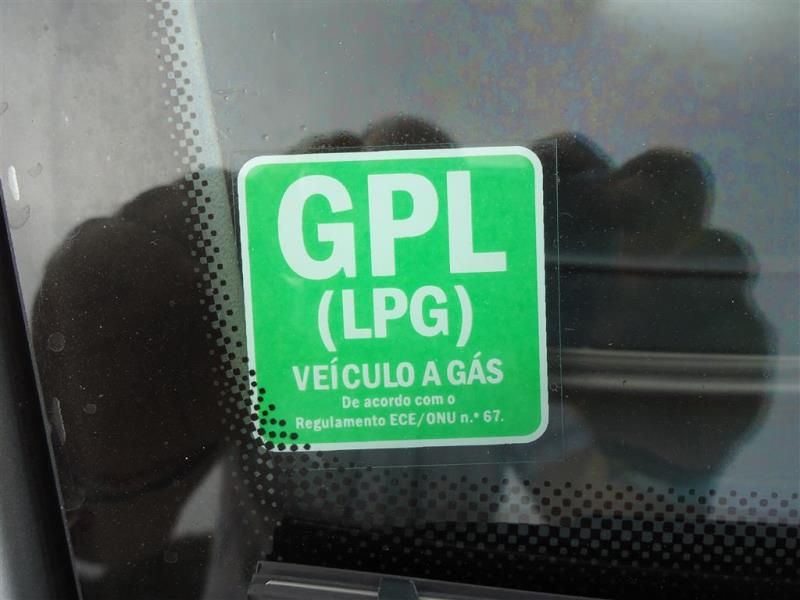 GPL
(LPG)
VEÍCULO A GÁS
De acordo com o
Regulamento ECE/ONU n.º 67.